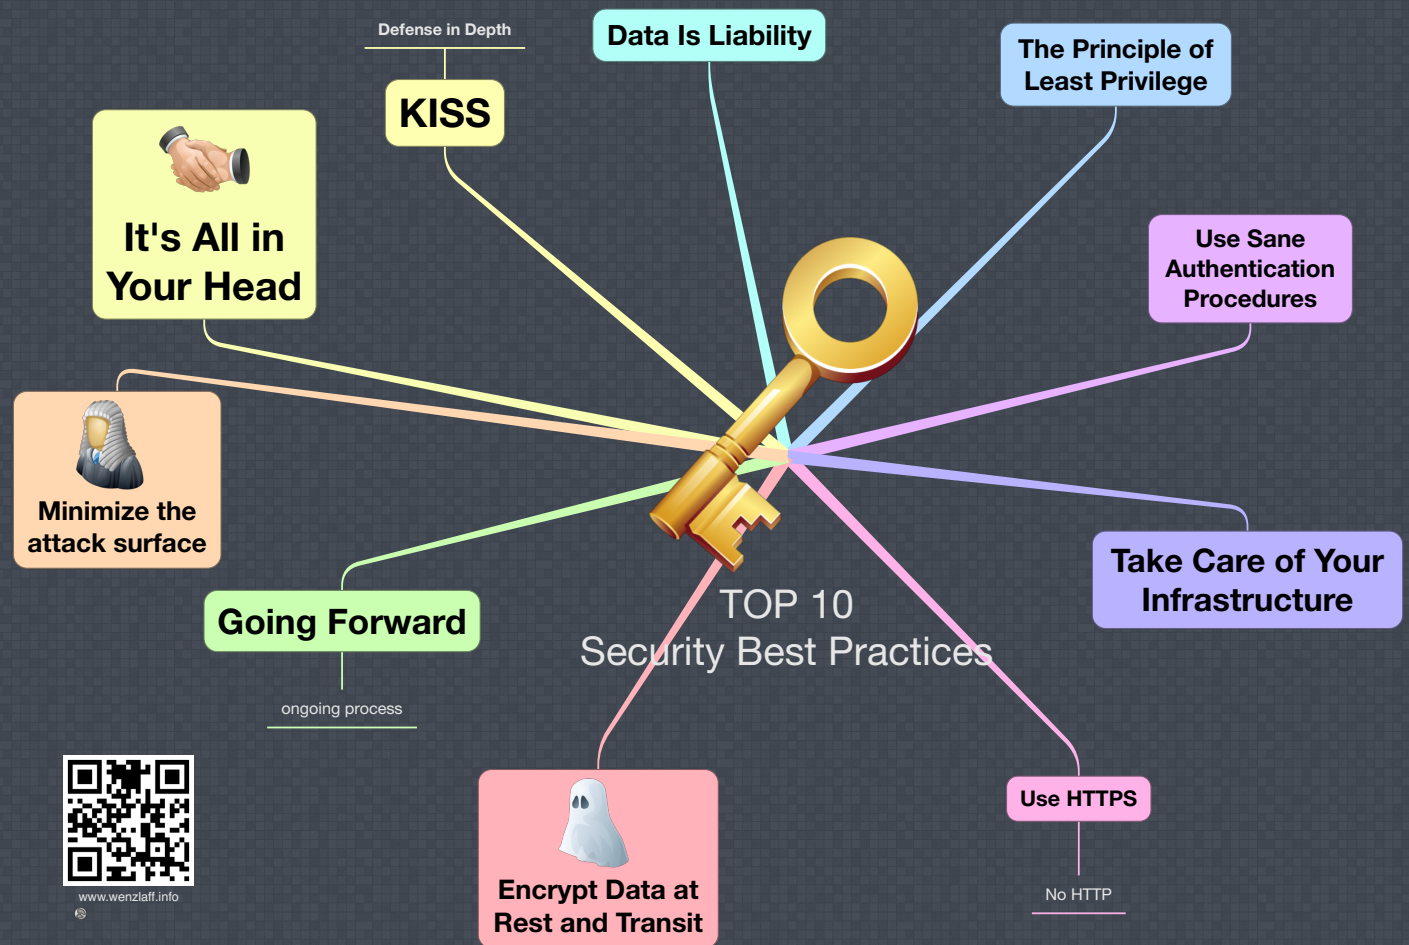 Defense in Depth
KISS
Data Is Liability
The Principle of
Least Privilege
It's All in
Your Head
Use Sane
Authentication
Procedures
Minimize the
attack surface
Take Care of Your
Infrastructure
Going Forward
ongoing process
TOP 10
Security Best Practices
Use HTTPS
No HTTP
Encrypt Data at
Rest and Transit
www.wenzlaff.info